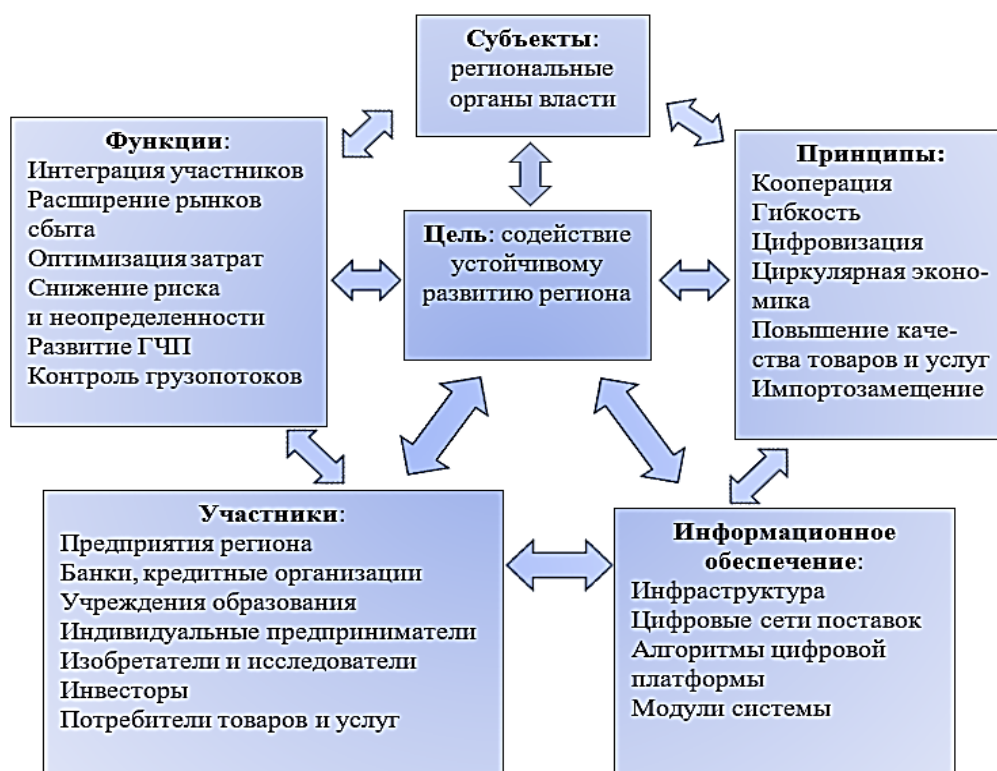 Субъекты:
региональные
органы власти
Функции:
Интеграция участников
Расширение рынков
сбыта
Оптимизация затрат
Снижение риска
и неопределенности
Развитие ГЧП
Контроль грузопотоков
Цель: содействие
устойчивому
развитию региона
Принципы:
Кооперация
Гибкость
Цифровизация
Циркулярная эконо-
мика
Повышение каче-
ства товаров и услуг
Импортозамещение
Участники:
Предприятия региона
Банки, кредитные организации
Учреждения образования
Индивидуальные предприниматели
Изобретатели и исследователи
Инвесторы
Потребители товаров и услуг
Информационное
обеспечение:
Инфраструктура
Цифровые сети поставок
Алгоритмы цифровой
платформы
Модули системы